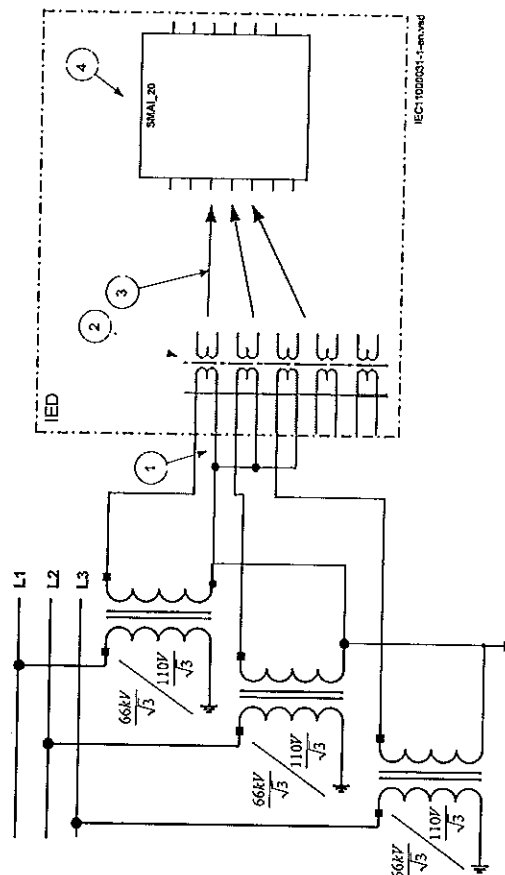 L1
L2
L3
66kV
√3
110V
√3
66kV
√3
110V
√3
66kV
√3
110V
√3
IED
1
2
3
4
SMAI_20
IEC11000031-1-en.vsd